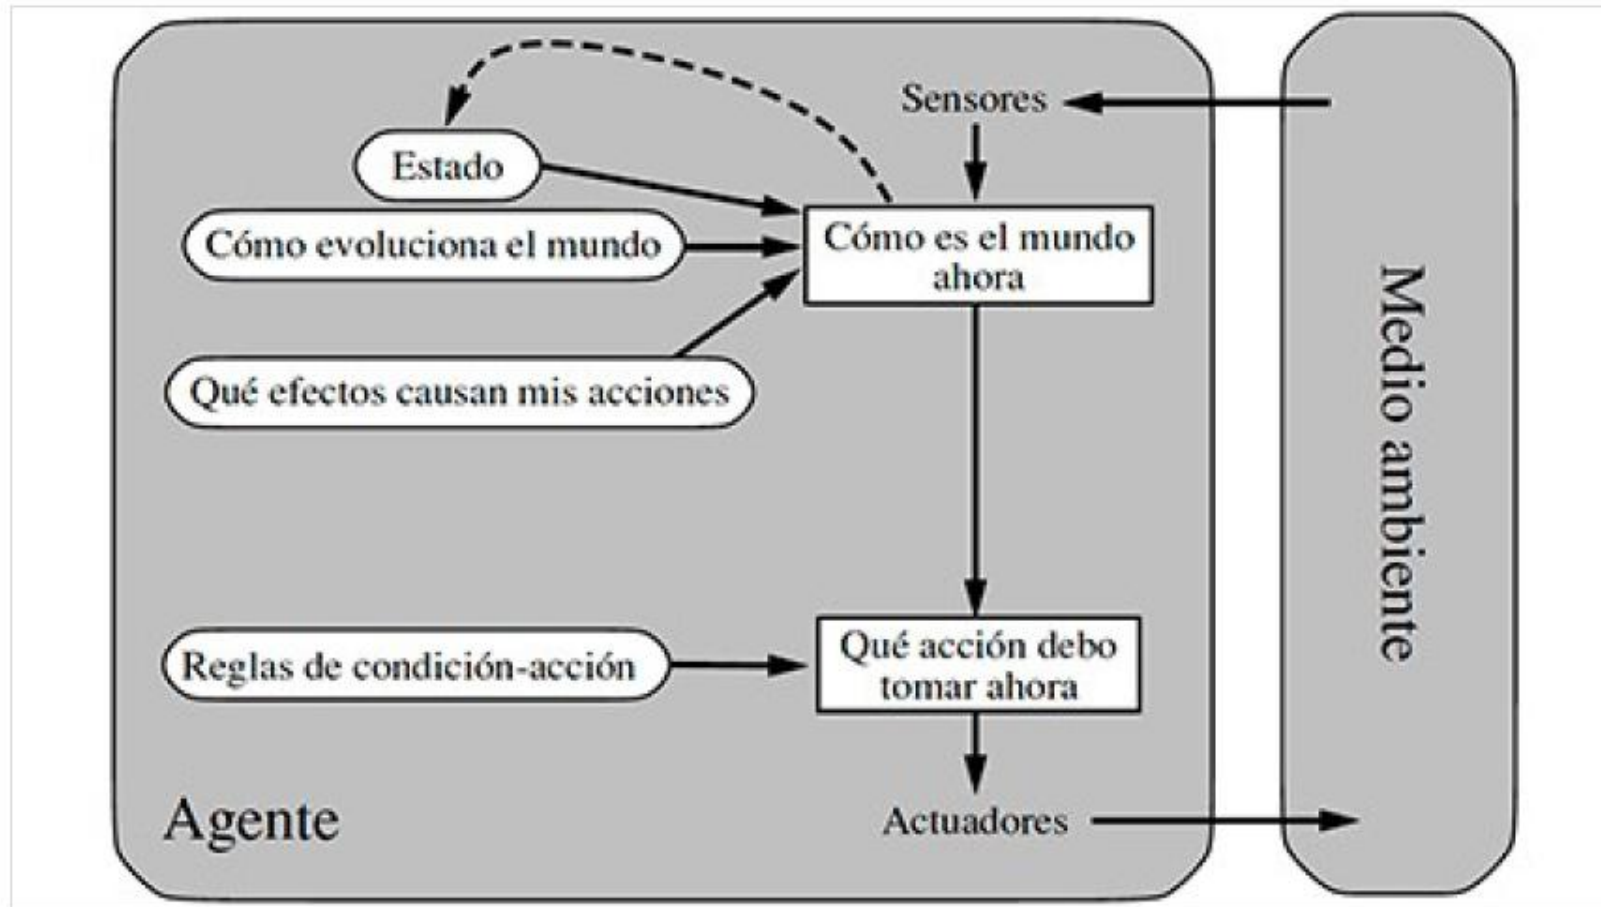 Sensores
Estado
Cómo evoluciona el mundo
Cómo es el mundo
ahora
Qué efectos causan mis acciones
Medio ambiente
Reglas de condición-acción
Qué acción debo
tomar ahora
Agente
Actuadores